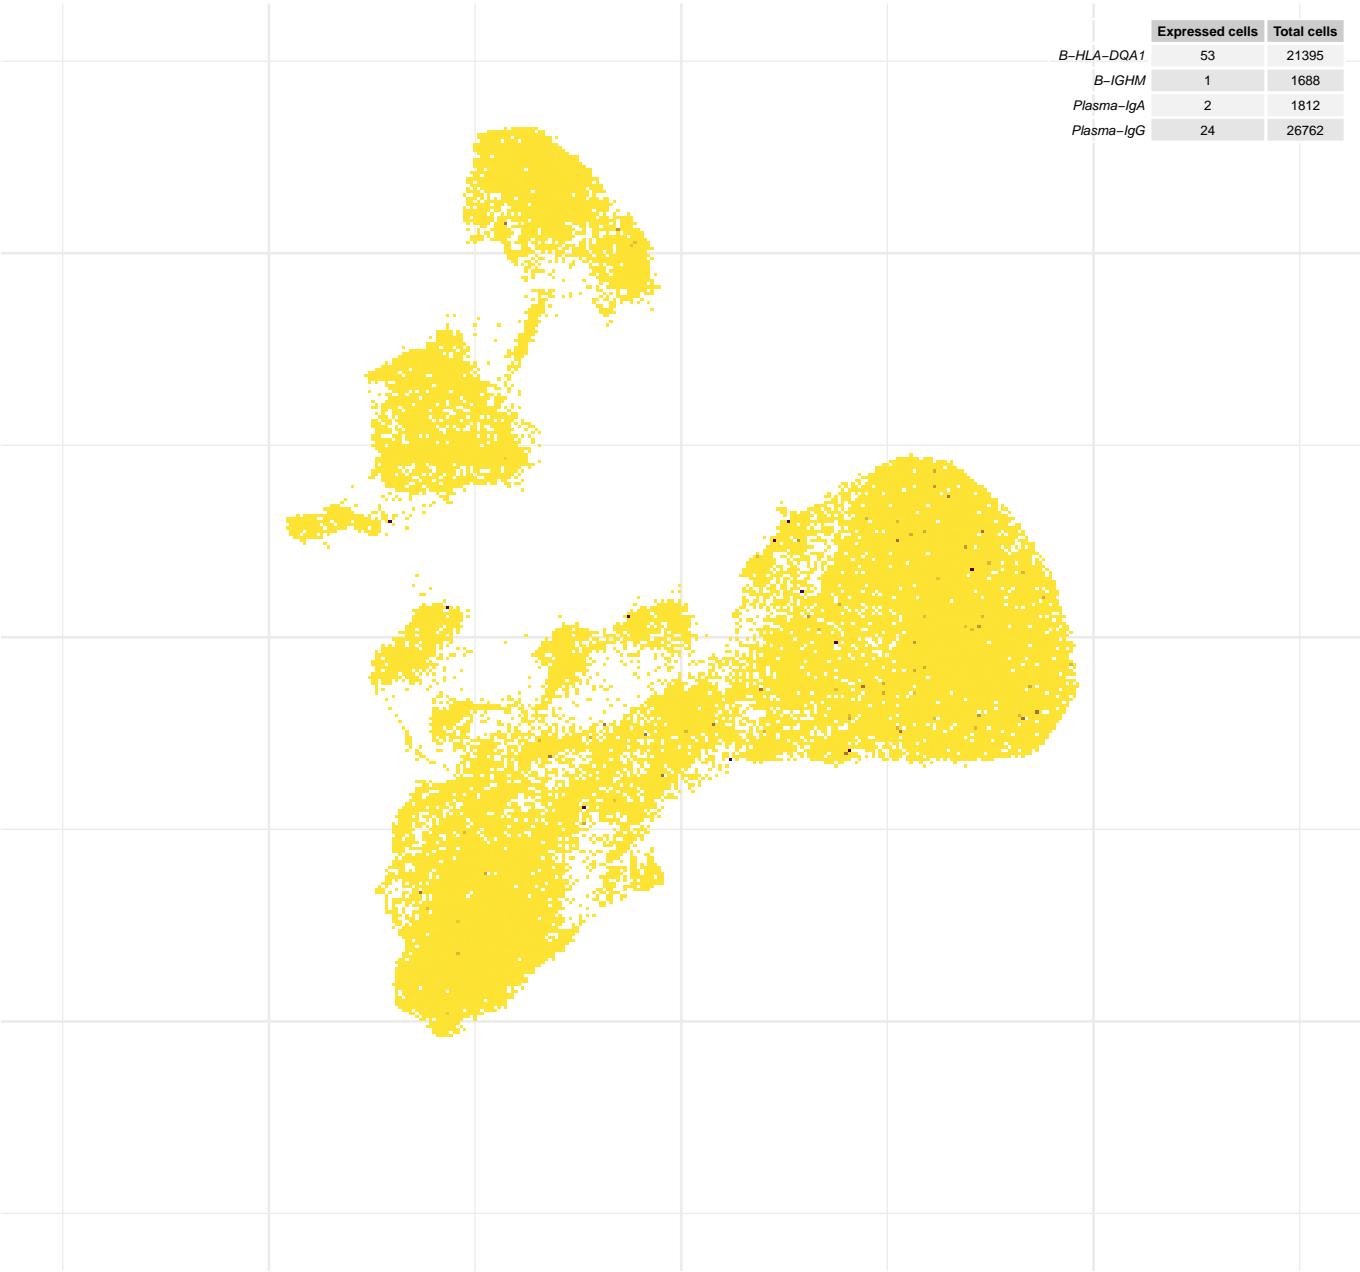 Expressed cells Total cells
B−HLA−DQA1 53 21395
B−IGHM 1 1688
Plasma−IgA 2 1812
Plasma−IgG 24 26762